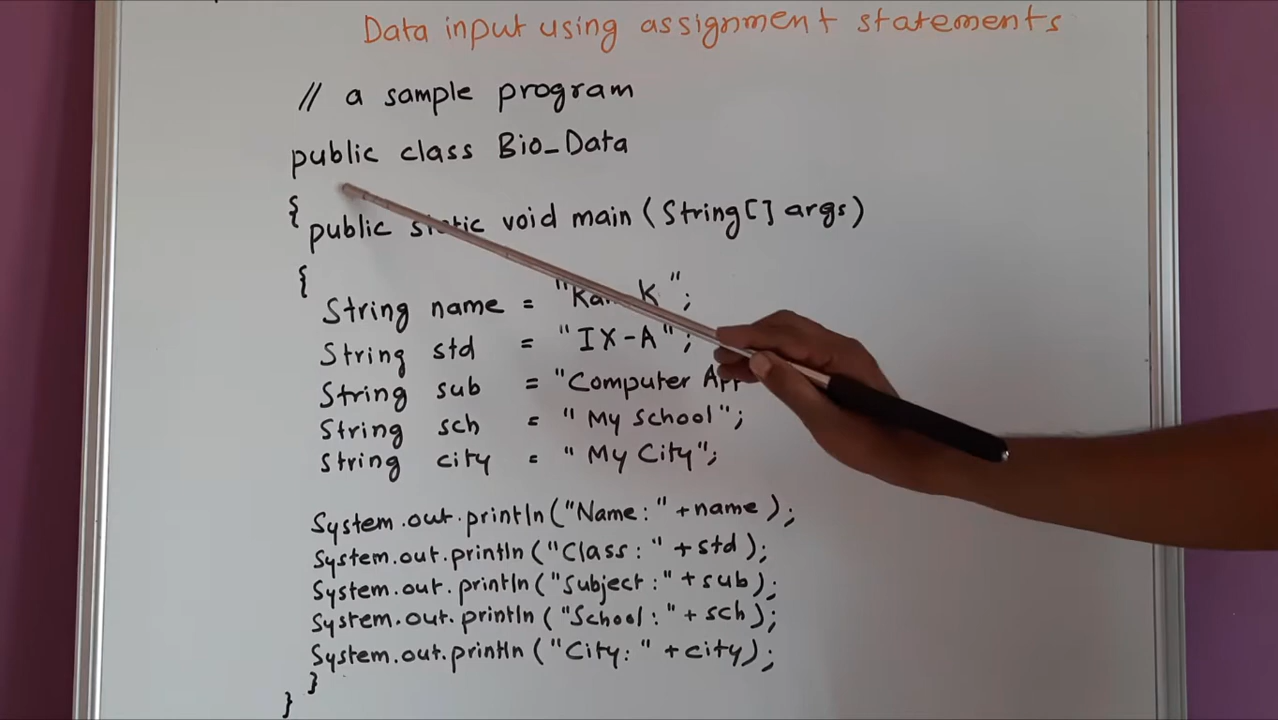 Data input using assignment statements
// a sample program
public class Bio_Data
{
public static void main (String[] args)
{
String name = " K ";
String std = "IX-A";
String sub = "Computer
String sch = " My School";
String city = " My City";
System.out.println("Name:" +name );
System.out.println("Class:" +std);
System.out.println("Subject:" +sub);
System.out.println("School:" + sch);
System.out.println("City:" +city);
}
}